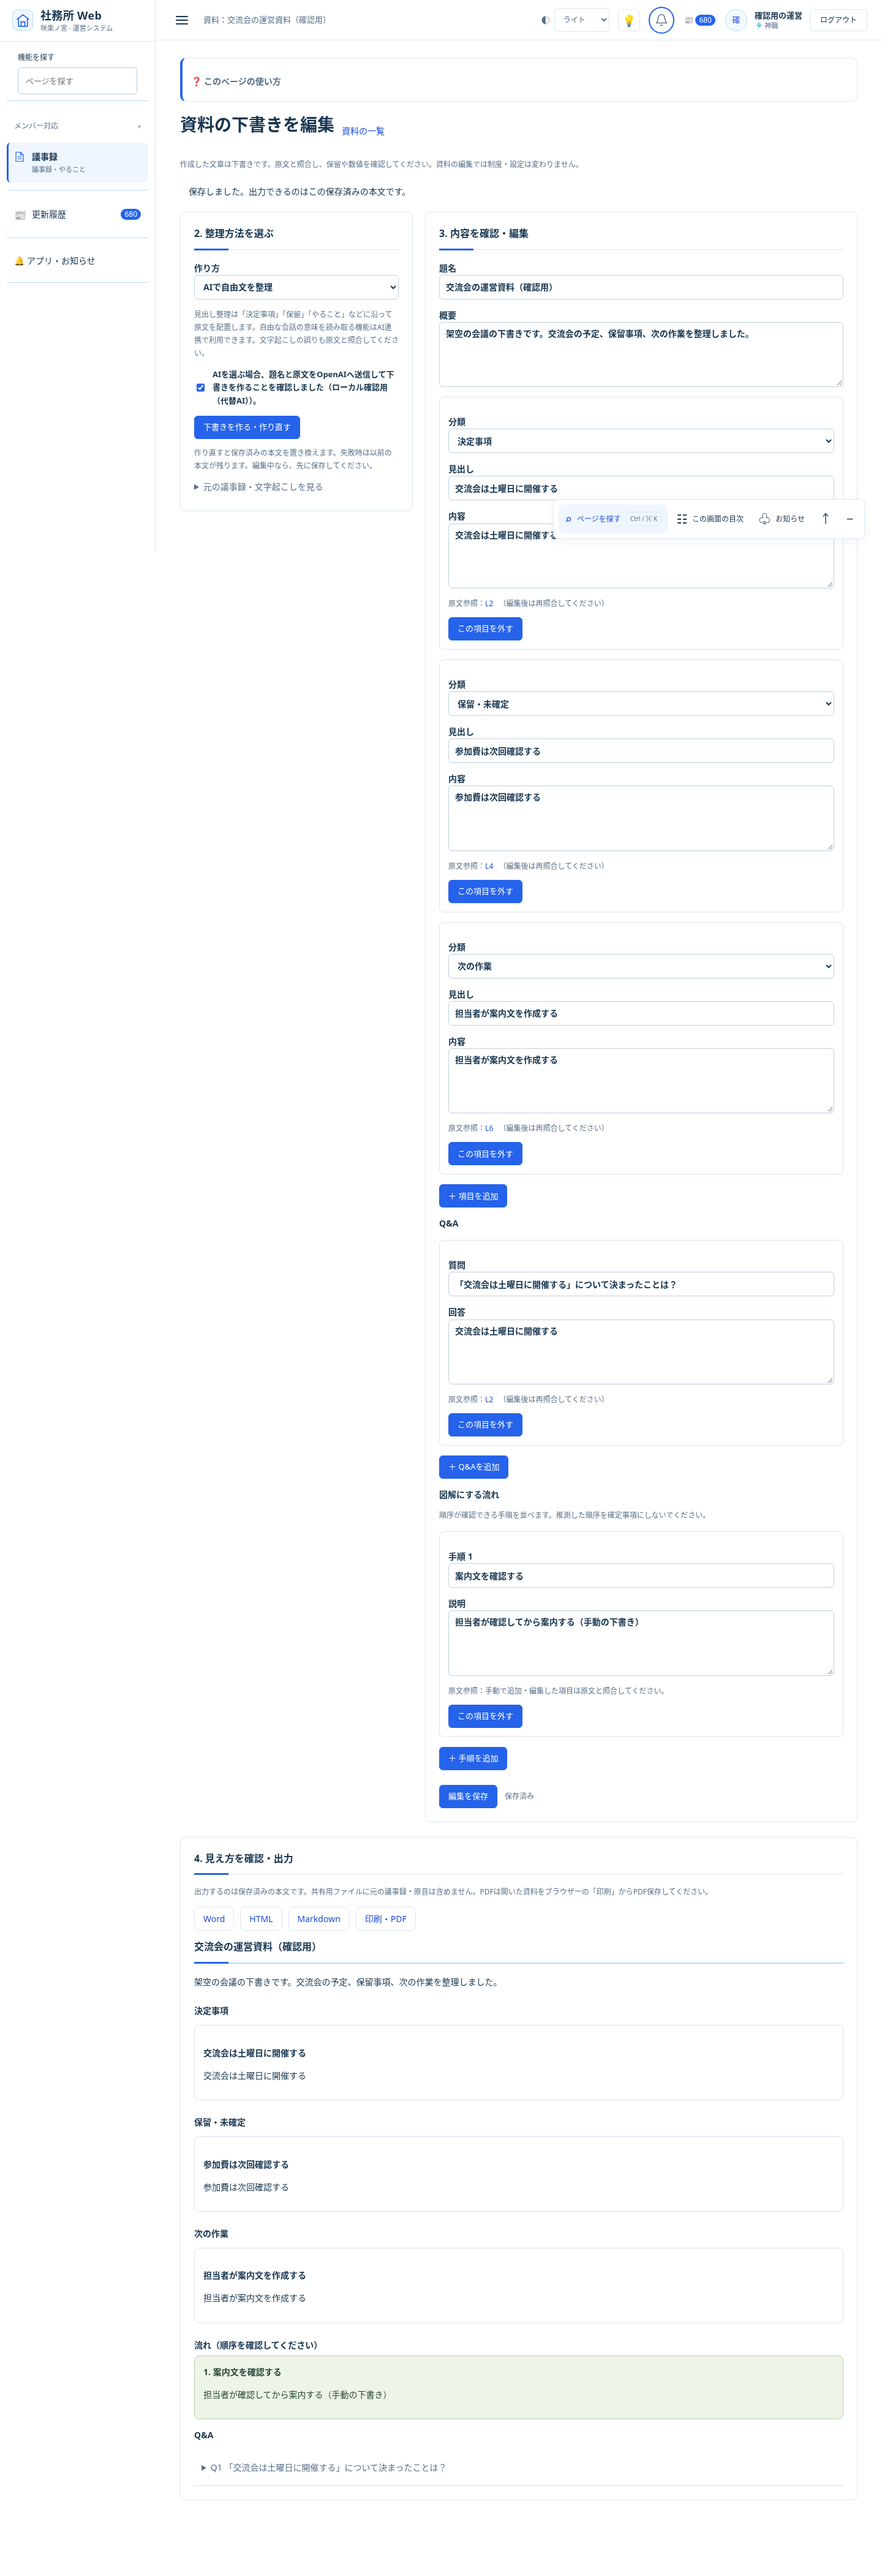 社務所 Web
咲楽ノ宮 · 運営システム
機能を探す
ページを探す
メンバー対応
議事録
議事録・やること
更新履歴
680
アプリ・お知らせ
資料：交流会の運営資料（確認用）
ライト
680
確
確認用の運営
神職
ログアウト
このページの使い方
資料の下書きを編集
資料の一覧
作成した文章は下書きです。原文と照合し、保留や数値を確認してください。資料の編集では制度・設定は変わりません。
保存しました。出力できるのはこの保存済みの本文です。
2. 整理方法を選ぶ
作り方
AIで自由文を整理
見出し整理は「決定事項」「保留」「やること」などに沿って
原文を配置します。自由な会話の意味を読み取る機能はAI連
携で利用できます。文字起こしの誤りも原文と照合してくださ
い。
AIを選ぶ場合、題名と原文をOpenAIへ送信して下
書きを作ることを確認しました（ローカル確認用
（代替AI））。
下書きを作る・作り直す
作り直すと保存済みの本文を置き換えます。失敗時は以前の
本文が残ります。編集中なら、先に保存してください。
元の議事録・文字起こしを見る
3. 内容を確認・編集
題名
交流会の運営資料（確認用）
概要
架空の会議の下書きです。交流会の予定、保留事項、次の作業を整理しました。
分類
決定事項
見出し
交流会は土曜日に開催する
内容
交流会は土曜日に開催する
ページを探す
Ctrl / ⌘ K
この画面の目次
お知らせ
↑
−
原文参照：L2 （編集後は再照合してください）
この項目を外す
分類
保留・未確定
見出し
参加費は次回確認する
内容
参加費は次回確認する
原文参照：L4 （編集後は再照合してください）
この項目を外す
分類
次の作業
見出し
担当者が案内文を作成する
内容
担当者が案内文を作成する
原文参照：L6 （編集後は再照合してください）
この項目を外す
＋ 項目を追加
Q&A
質問
「交流会は土曜日に開催する」について決まったことは？
回答
交流会は土曜日に開催する
原文参照：L2 （編集後は再照合してください）
この項目を外す
＋ Q&Aを追加
図解にする流れ
順序が確認できる手順を並べます。推測した順序を確定事項にしないでください。
手順 1
案内文を確認する
説明
担当者が確認してから案内する（手動の下書き）
原文参照：手動で追加・編集した項目は原文と照合してください。
この項目を外す
＋ 手順を追加
編集を保存
保存済み
4. 見え方を確認・出力
出力するのは保存済みの本文です。共有用ファイルに元の議事録・原音は含めません。PDFは開いた資料をブラウザーの「印刷」からPDF保存してください。
Word
HTML
Markdown
印刷・PDF
交流会の運営資料（確認用）
架空の会議の下書きです。交流会の予定、保留事項、次の作業を整理しました。
決定事項
交流会は土曜日に開催する
交流会は土曜日に開催する
保留・未確定
参加費は次回確認する
参加費は次回確認する
次の作業
担当者が案内文を作成する
担当者が案内文を作成する
流れ（順序を確認してください）
1. 案内文を確認する
担当者が確認してから案内する（手動の下書き）
Q&A
Q1 「交流会は土曜日に開催する」について決まったことは？